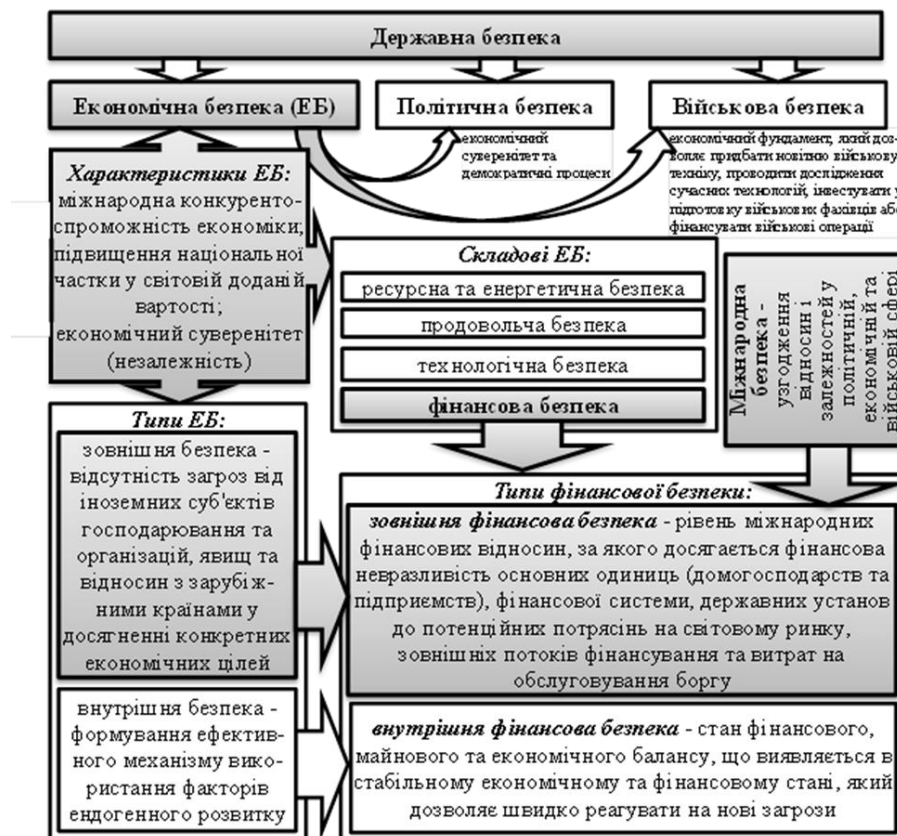 Державна безпека
Економічна безпека (ЕБ)
Політична безпека
Військова безпека
економічний
суверенітет та
демократичні процеси
економічний фундамент, який доз-
воляє придбати новітню військову
техніку, проводити дослідження
сучасних технологій, інвестувати у
підготовку військових фахівців або
фінансувати військові операції
Характеристики ЕБ:
міжнародна конкуренто-
спроможність економіки;
підвищення національної
частки у світовій доданій
вартості;
економічний суверенітет
(незалежність)
Складові ЕБ:
ресурсна та енергетична безпека
продовольча безпека
технологічна безпека
фінансова безпека
Міжнародна
безпека -
узгодження
відносин і
залежностей у
політичній,
економічній та
військовій сфері
Типи ЕБ:
зовнішня безпека -
відсутність загроз від
іноземних суб'єктів
господарювання та
організацій, явищ та
відносин з зарубіж-
ними країнами у
досягненні конкретних
економічних цілей
внутрішня безпека -
формування ефектив-
ного механізму вико-
ристання факторів
ендогенного розвитку
Типи фінансової безпеки:
зовнішня фінансова безпека - рівень міжнародних
фінансових відносин, за якого досягається фінансова
невразливість основних одиниць (домогосподарств та
підприємств), фінансової системи, державних установ
до потенційних потрясінь на світовому ринку,
зовнішніх потоків фінансування та витрат на
обслуговування боргу
внутрішня фінансова безпека - стан фінансового,
майнового та економічного балансу, що виявляється в
стабільному економічному та фінансовому стані, який
дозволяє швидко реагувати на нові загрози